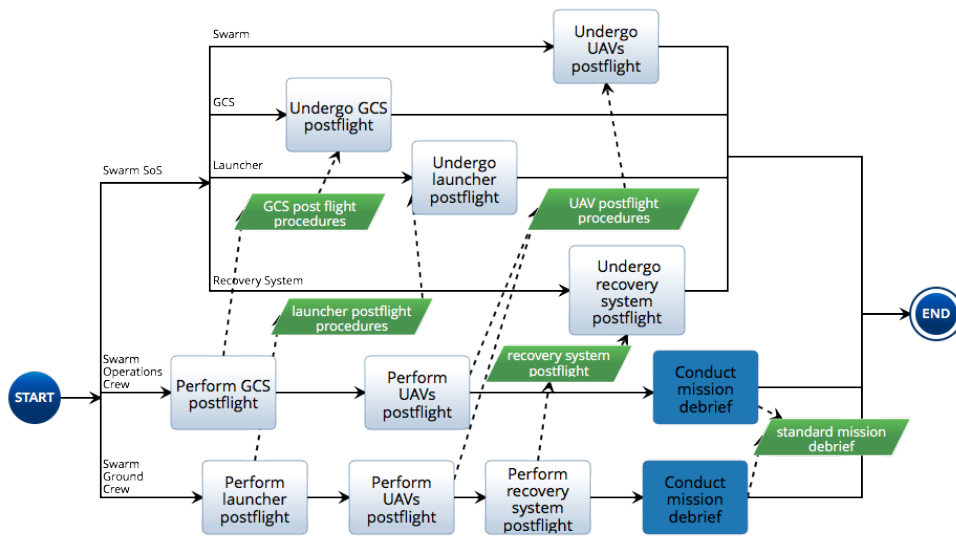 Swarm
Undergo
UAVs
postflight
GCS
Undergo GCS
postflight
Launcher
Undergo
launcher
postflight
Swarm SoS
GCS post flight
procedures
UAV postflight
procedures
Recovery System
Undergo
recovery
system
postflight
launcher postflight
procedures
END
recovery system
postflight
Swarm
Operations
Crew
Perform GCS
postflight
Perform
UAVs
postflight
Conduct
mission
debrief
START
standard mission
debrief
Swarm
Ground
Crew
Perform
launcher
postflight
Perform
UAVs
postflight
Perform
recovery
system
postflight
Conduct
mission
debrief